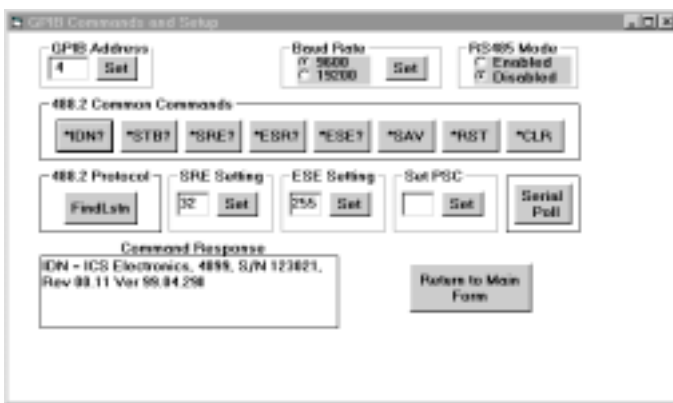 GPIB Commands and Setup
GPIB Address
4 Set
Baud Rate
9600
19200
Set
RS485 Mode
Enabled
Disabled
488.2 Common Commands
*IDN? *STB? *SRE? *ESR? *ESE? *SAV *RST *CLR
488.2 Protocol
FindLstn
SRE Setting
32 Set
ESE Setting
255 Set
Set PSC
Set
Serial
Poll
Command Response
IDN - ICS Electronics, 4899, S/N 123021,
Rev 00.11 Ver 99.04.290
Return to Main
Form